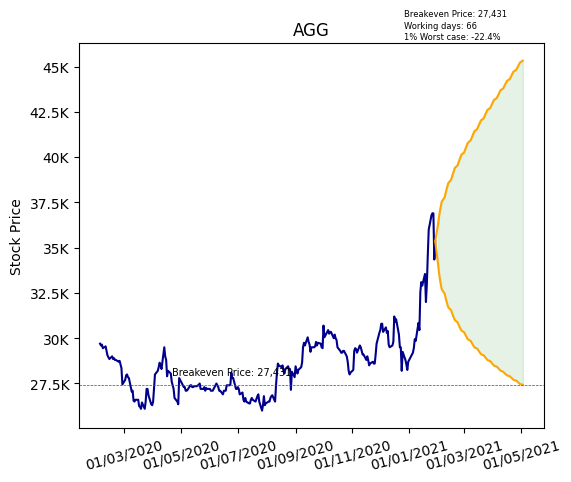 Breakeven Price: 27,431
Working days: 66
1% Worst case: -22.4%
AGG
45K
42.5K
40K
37.5K
35K
32.5K
30K
27.5K
Stock Price
Breakeven Price: 27,431
01/03/2020
01/05/2020
01/07/2020
01/09/2020
01/11/2020
01/01/2021
01/03/2021
01/05/2021